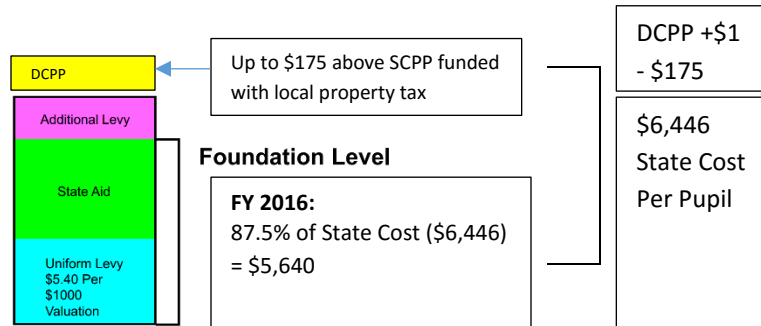 DCPP
Up to $175 above SCPP funded
with local property tax
DCPP +$1
- $175
Additional Levy
State Aid
Uniform Levy
$5.40 Per
$1000
Valuation
Foundation Level
FY 2016:
87.5% of State Cost ($6,446)
= $5,640
$6,446
State Cost
Per Pupil